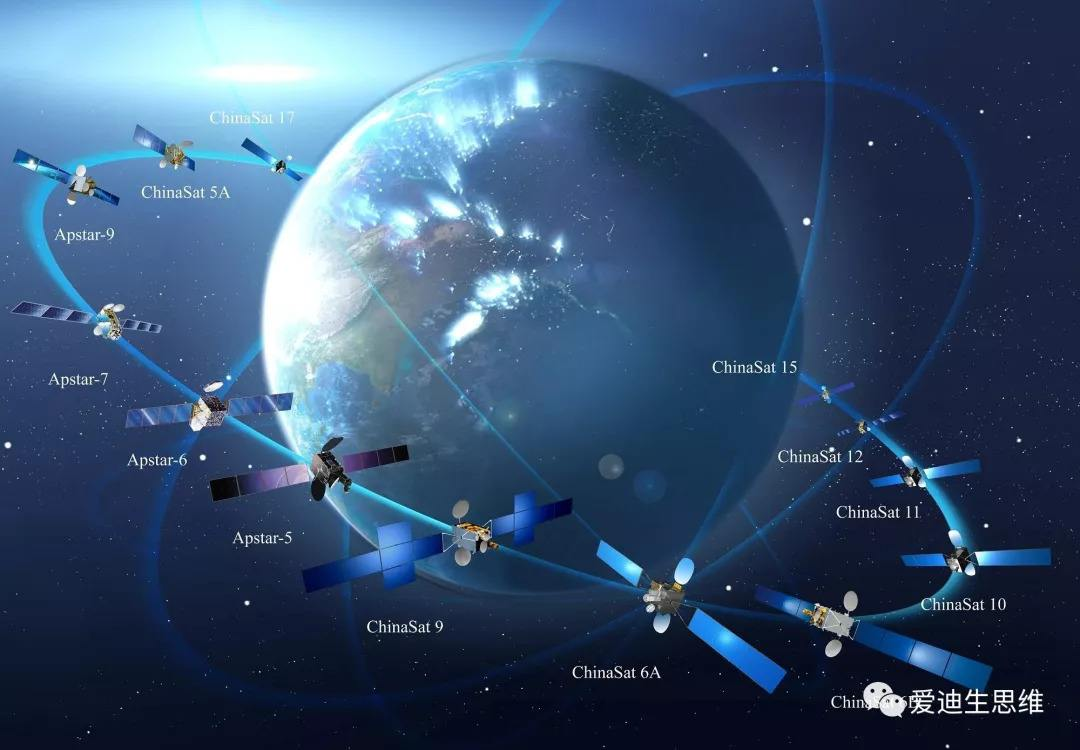 ChinaSat 17
ChinaSat 5A
Apstar-9
Apstar-7
ChinaSat 15
Apstar-6
ChinaSat 12
ChinaSat 11
Apstar-5
ChinaSat 10
ChinaSat 9
ChinaSat 6A
爱迪生思维